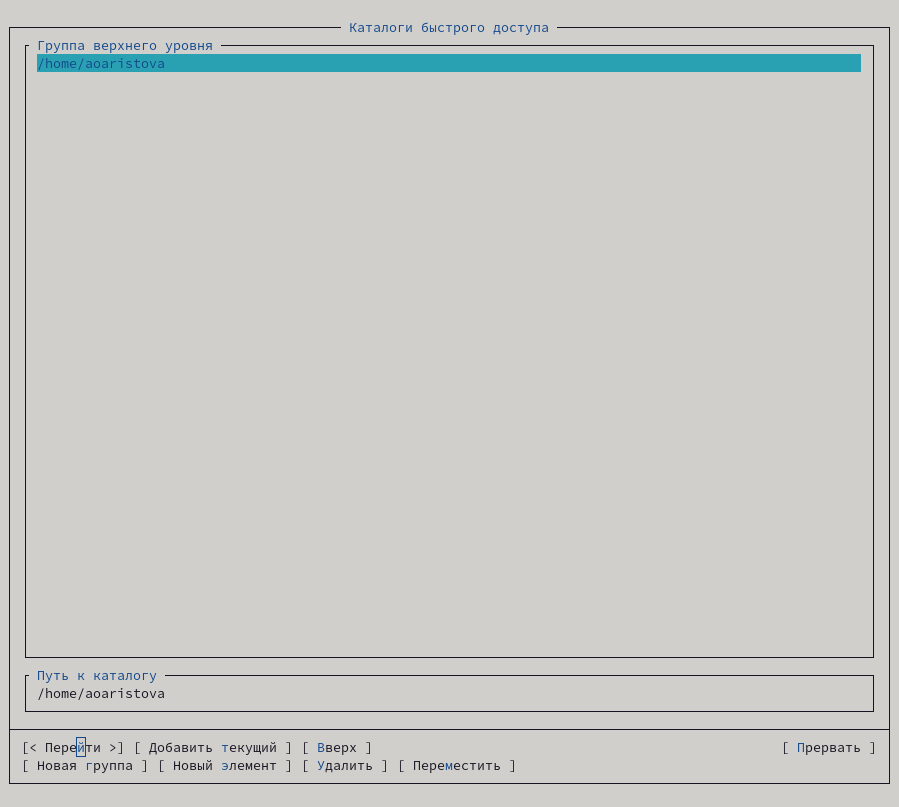 Каталоги быстрого доступа
Группа верхнего уровня
/home/aoaristova
Путь к каталогу
/home/aoaristova
[< Перейти >] [ Добавить текущий ] [ Вверх ] [ Прервать ]
[ Новая группа ] [ Новый элемент ] [ Удалить ] [ Переместить ]